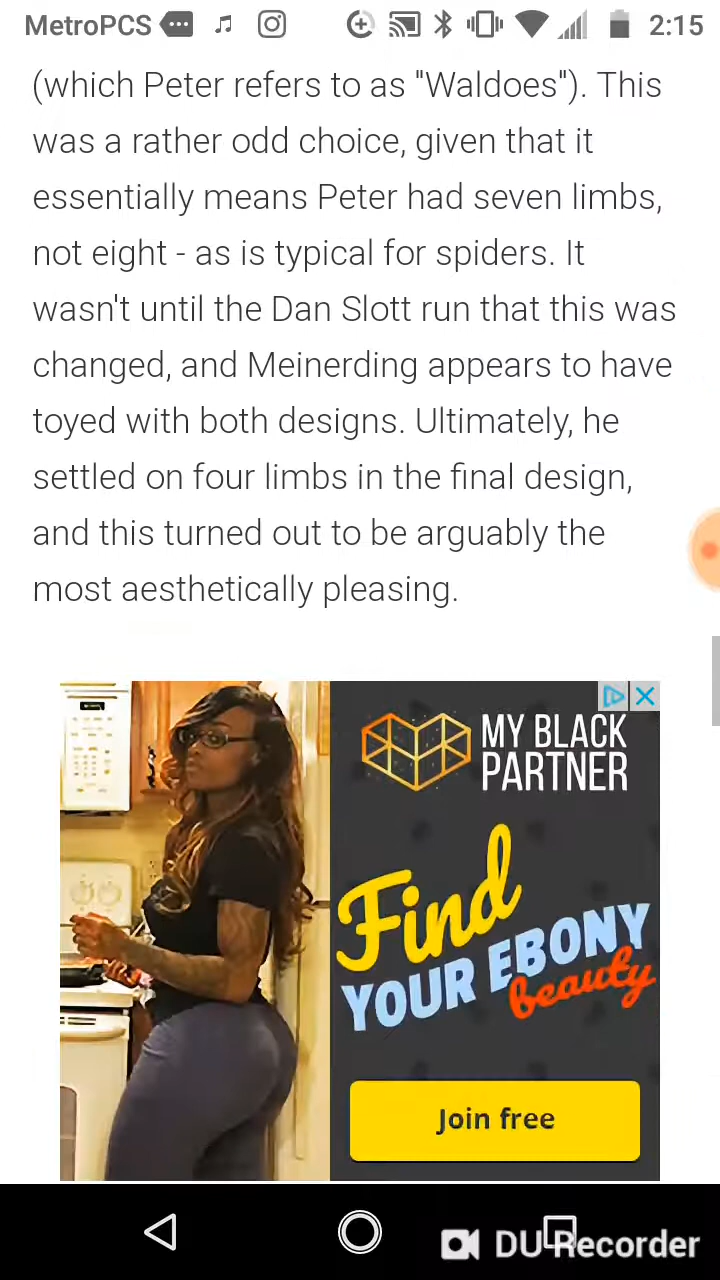 MetroPCS 2:15
(which Peter refers to as "Waldoes"). This
was a rather odd choice, given that it
essentially means Peter had seven limbs,
not eight - as is typical for spiders. It
wasn't until the Dan Slott run that this was
changed, and Meinerding appears to have
toyed with both designs. Ultimately, he
settled on four limbs in the final design,
and this turned out to be arguably the
most aesthetically pleasing.
MY BLACK
PARTNER
Find
YOUR EBONY
beauty
Join free
DU Recorder